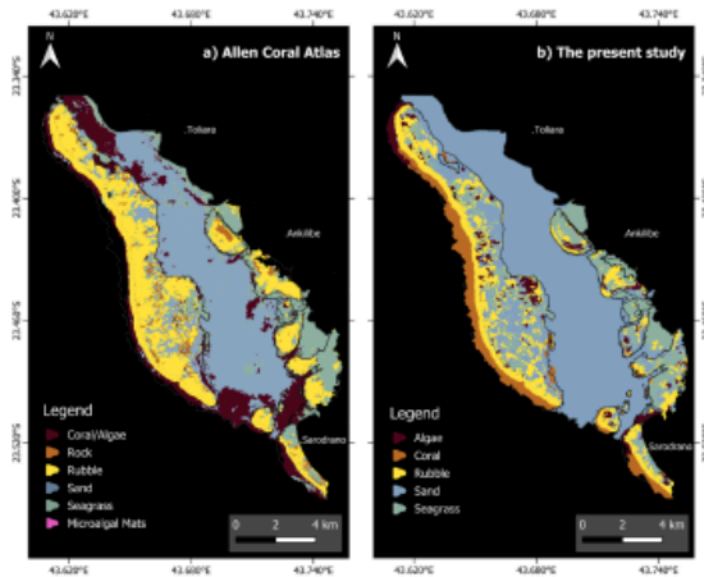 43.620°E 43.680°E 43.740°E 43.620°E 43.680°E 43.740°E
N
a) Allen Coral Atlas
N
b) The present study
23.340°S
.Toliara
.Toliara
23.400°S
Ankilibe
Ankilibe
23.460°S
Legend
Coral/Algae
Rock
Rubble
Sand
Seagrass
Microalgal Mats
Legend
Algae
Coral
Rubble
Sand
Seagrass
23.520°S
Sarodrano
Sarodrano
0 2 4 km
0 2 4 km
43.620°E 43.680°E 43.740°E 43.620°E 43.680°E 43.740°E